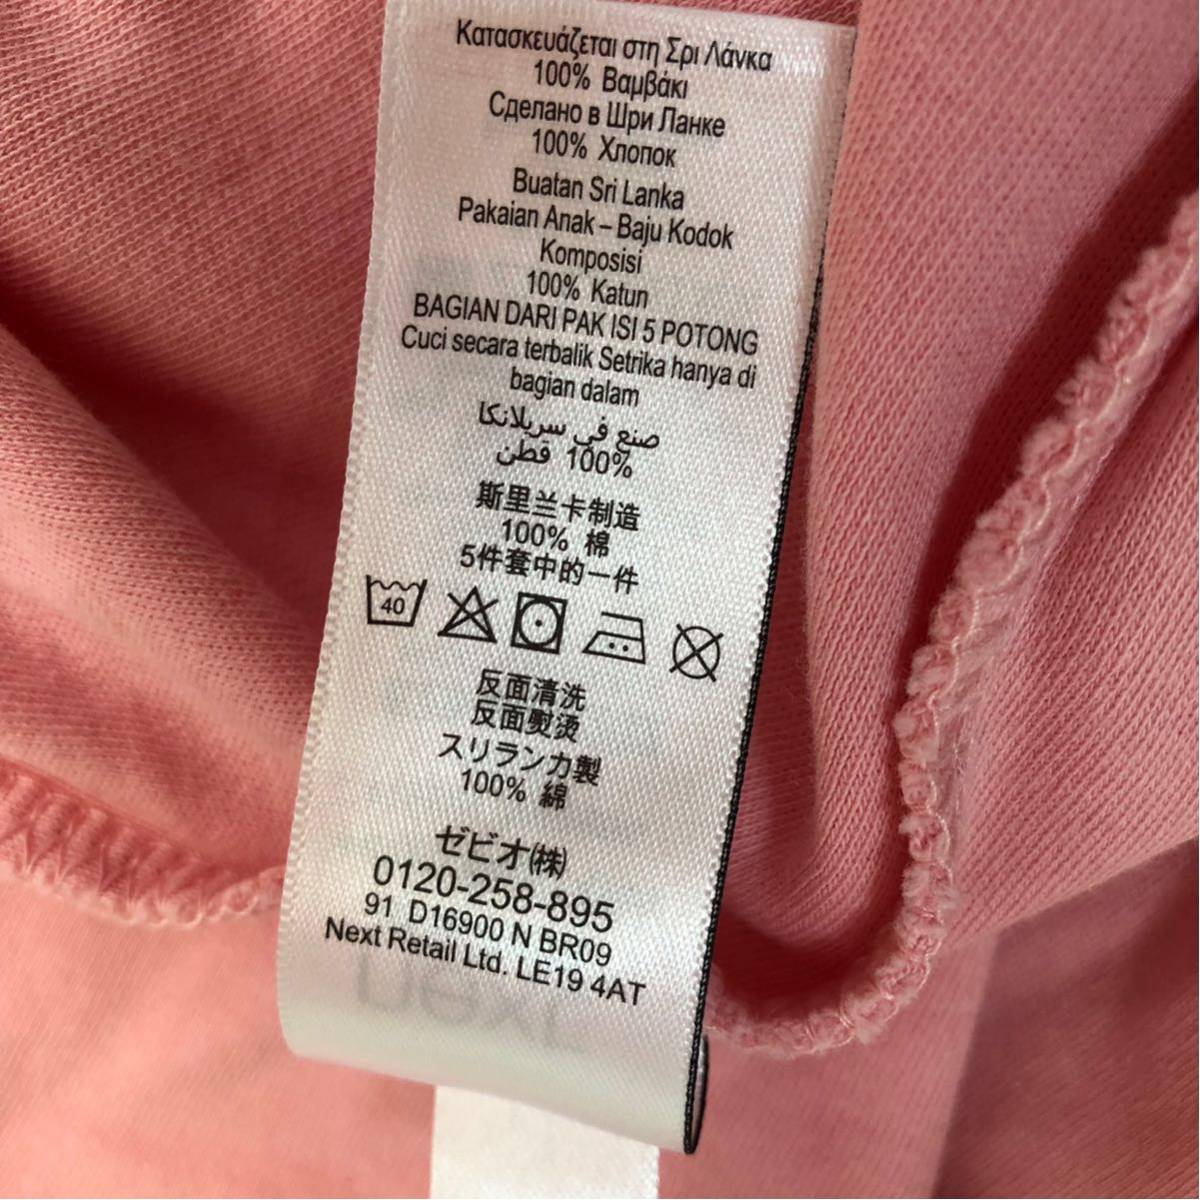 Κατασκευάζεται στη Σρι Λάνκα
100% Βαμβάκι
Сделано в Шри Ланке
100% Хлопок
Buatan Sri Lanka
Pakaian Anak – Baju Kodok
Komposisi
100% Katun
BAGIAN DARI PAK ISI 5 POTONG
Cuci secara terbalik Setrika hanya di
bagian dalam
صنع في سريلانكا
100% قطن
斯里兰卡制造
100% 棉
5件套中的一件
40
反面清洗
反面熨烫
スリランカ製
100% 綿
ゼビオ(株)
0120-258-895
91 D16900 N BR09
Next Retail Ltd. LE19 4AT
next